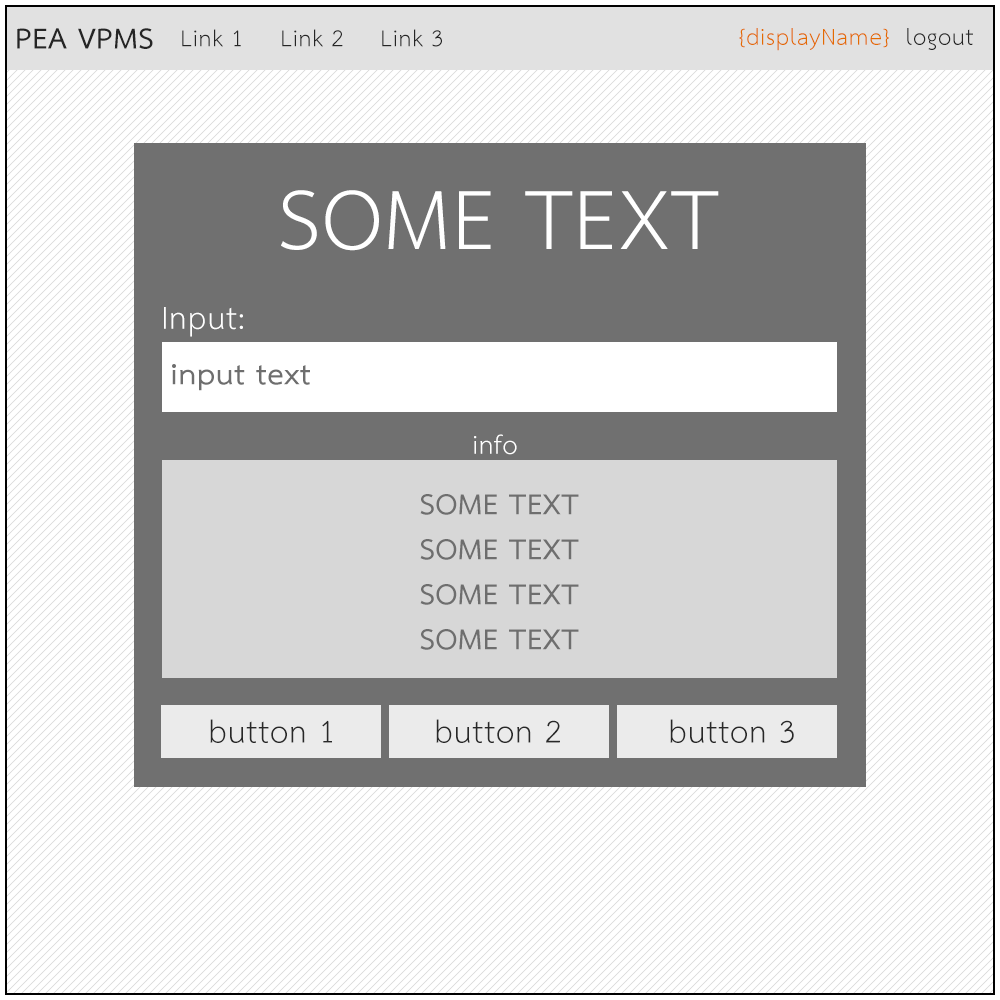 PEA VPMS Link 1 Link 2 Link 3 {displayName} logout
SOME TEXT
Input:
input text
info
SOME TEXT
SOME TEXT
SOME TEXT
SOME TEXT
button 1 button 2 button 3